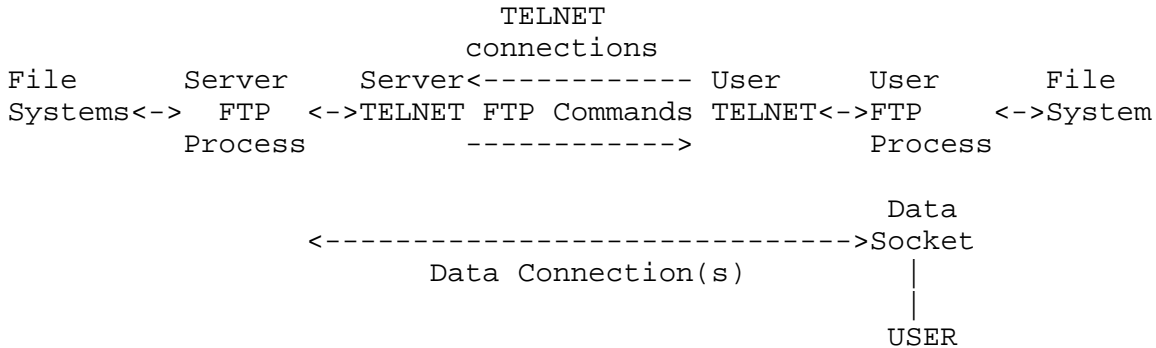 TELNET
connections
File Server Server<------------ User User File
Systems<-> FTP <->TELNET FTP Commands TELNET<->FTP <->System
Process ------------> Process
Data
<------------------------------>Socket
Data Connection(s) |
|
USER